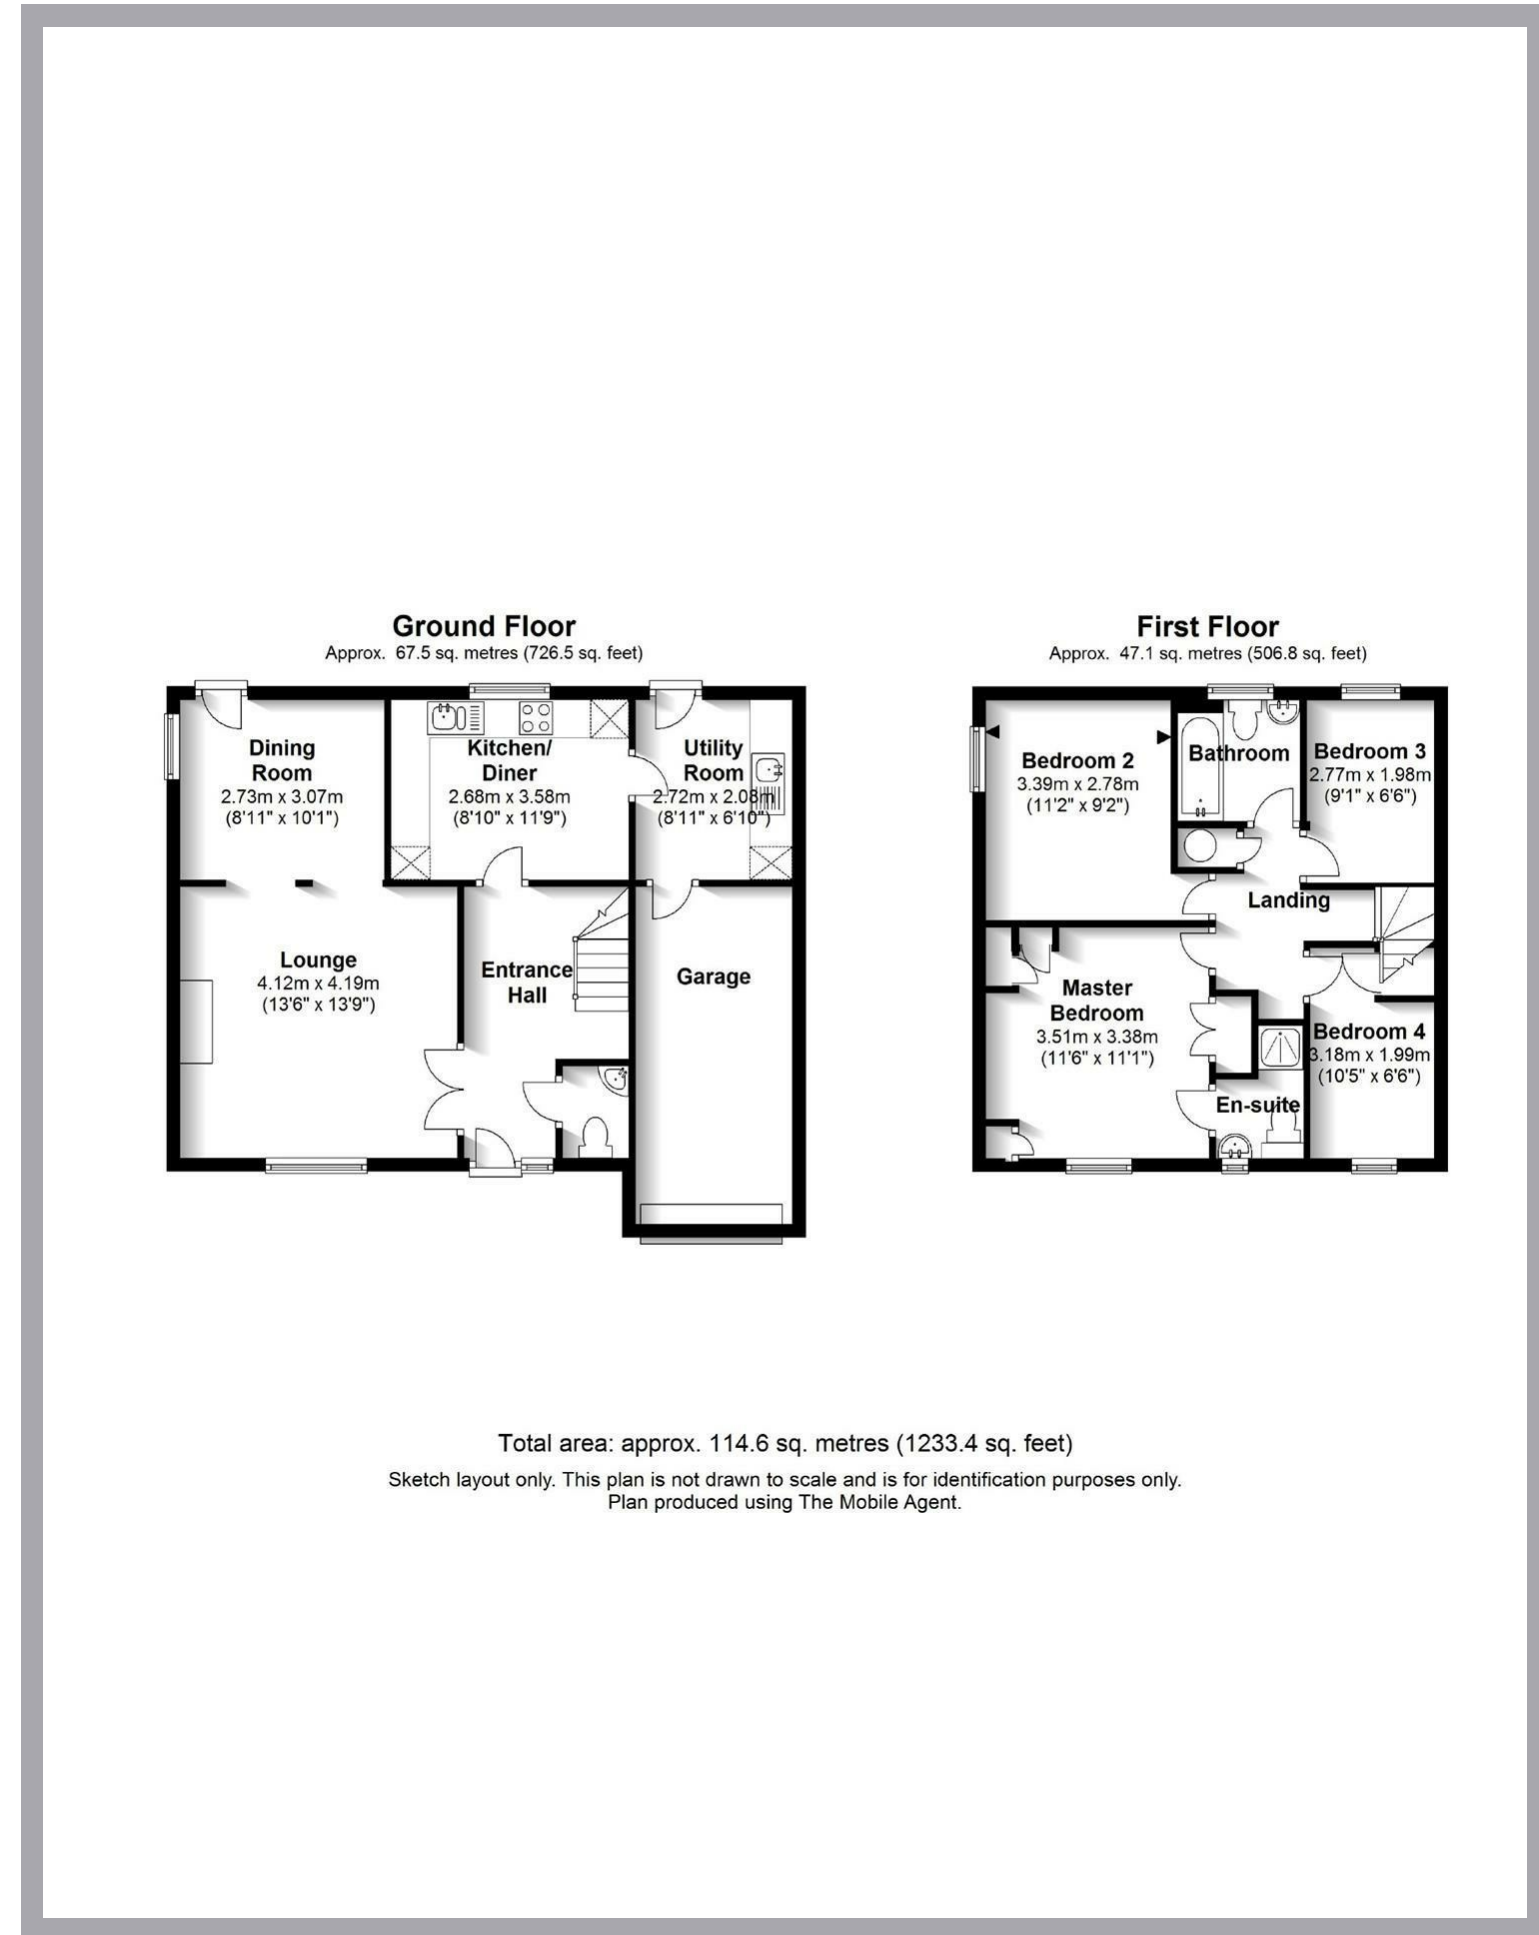 Ground Floor
Approx. 67.5 sq. metres (726.5 sq. feet)
Dining
Room
2.73m x 3.07m
(8'11" x 10'1")
Kitchen/
Diner
2.68m x 3.58m
(8'10" x 11'9")
Utility
Room
2.72m x 2.08m
(8'11" x 6'10")
Lounge
4.12m x 4.19m
(13'6" x 13'9")
Entrance
Hall
Garage
First Floor
Approx. 47.1 sq. metres (506.8 sq. feet)
Bedroom 2
3.39m x 2.78m
(11'2" x 9'2")
Bathroom
Bedroom 3
2.77m x 1.98m
(9'1" x 6'6")
Landing
Master
Bedroom
3.51m x 3.38m
(11'6" x 11'1")
Bedroom 4
3.18m x 1.99m
(10'5" x 6'6")
En-suite
Total area: approx. 114.6 sq. metres (1233.4 sq. feet)
Sketch layout only. This plan is not drawn to scale and is for identification purposes only.
Plan produced using The Mobile Agent.